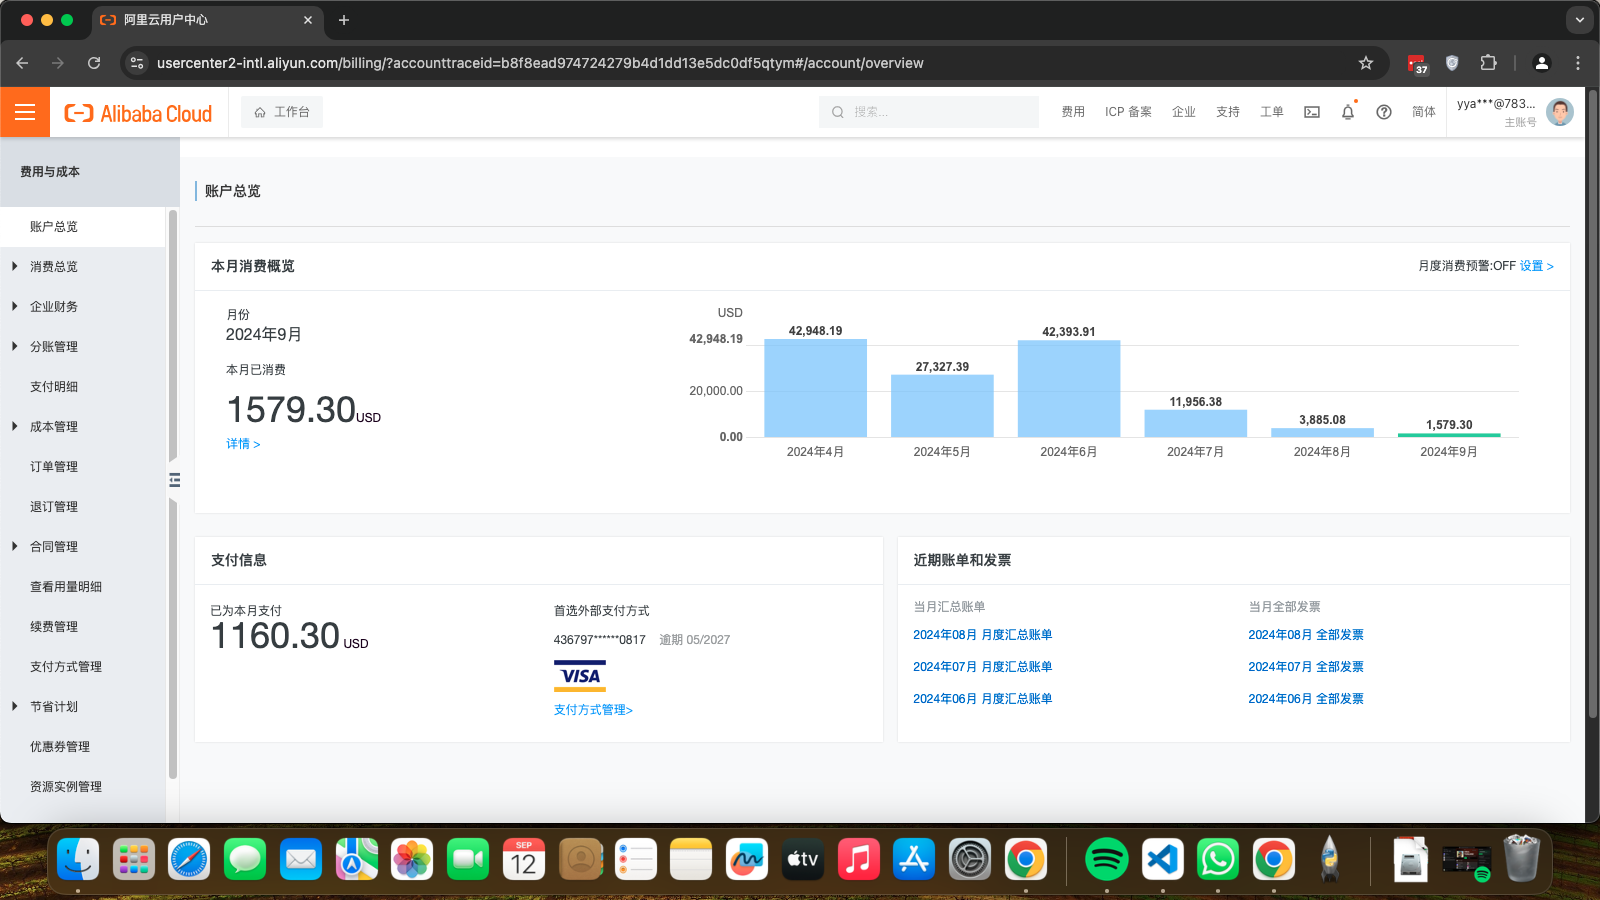 阿里云用户中心
usercenter2-intl.aliyun.com/billing/?accounttraceid=b8f8ead974724279b4d1dd13e5dc0df5qtym#/account/overview
37
Alibaba Cloud
工作台
搜索...
费用
ICP 备案
企业
支持
工单
简体
yya***@783...
主账号
费用与成本
账户总览
消费总览
企业财务
分账管理
支付明细
成本管理
订单管理
退订管理
合同管理
查看用量明细
续费管理
支付方式管理
节省计划
优惠券管理
资源实例管理
账户总览
本月消费概览
月度消费预警:OFF 设置 >
月份
2024年9月
本月已消费
1579.30USD
详情 >
USD
42,948.19
20,000.00
0.00
42,948.19
27,327.39
42,393.91
11,956.38
3,885.08
1,579.30
2024年4月
2024年5月
2024年6月
2024年7月
2024年8月
2024年9月
支付信息
已为本月支付
1160.30 USD
首选外部支付方式
436797******0817 逾期 05/2027
VISA
支付方式管理>
近期账单和发票
当月汇总账单
2024年08月 月度汇总账单
2024年07月 月度汇总账单
2024年06月 月度汇总账单
当月全部发票
2024年08月 全部发票
2024年07月 全部发票
2024年06月 全部发票
SEP
12
tv